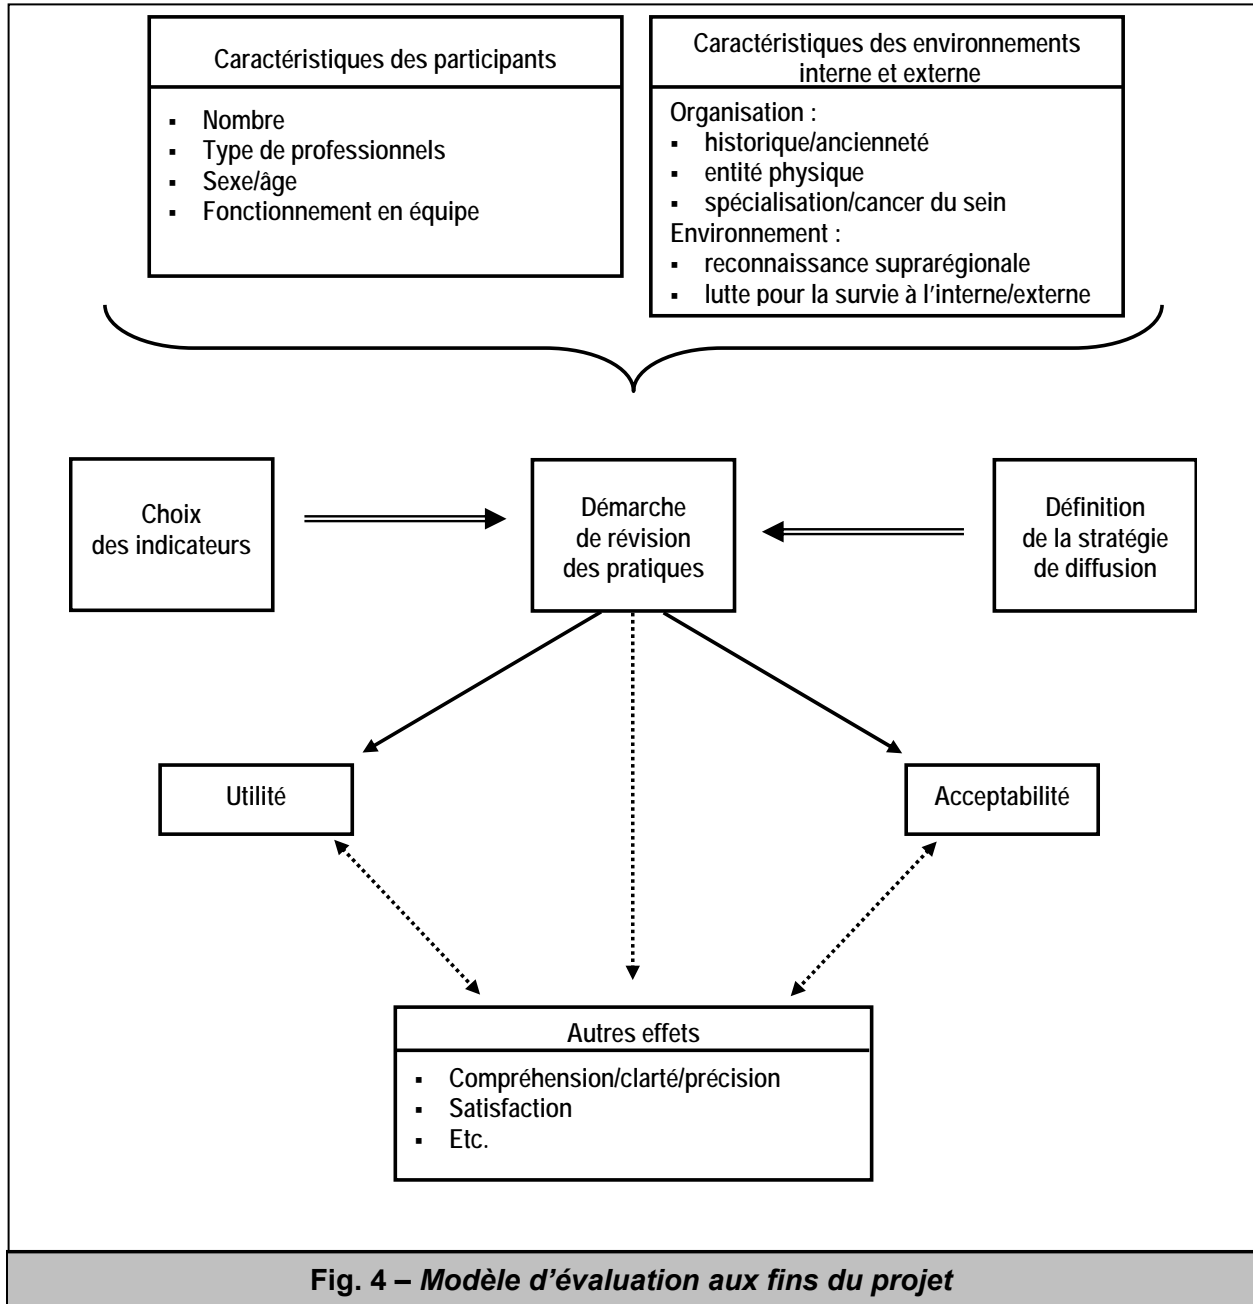 Caractéristiques des participants
▪ Nombre
▪ Type de professionnels
▪ Sexe/âge
▪ Fonctionnement en équipe
Caractéristiques des environnements
interne et externe
Organisation :
▪ historique/ancienneté
▪ entité physique
▪ spécialisation/cancer du sein
Environnement :
▪ reconnaissance suprarégionale
▪ lutte pour la survie à l’interne/externe
Choix
des indicateurs
Démarche
de révision
des pratiques
Définition
de la stratégie
de diffusion
Utilité
Acceptabilité
Autres effets
▪ Compréhension/clarté/précision
▪ Satisfaction
▪ Etc.
Fig. 4 – Modèle d’évaluation aux fins du projet